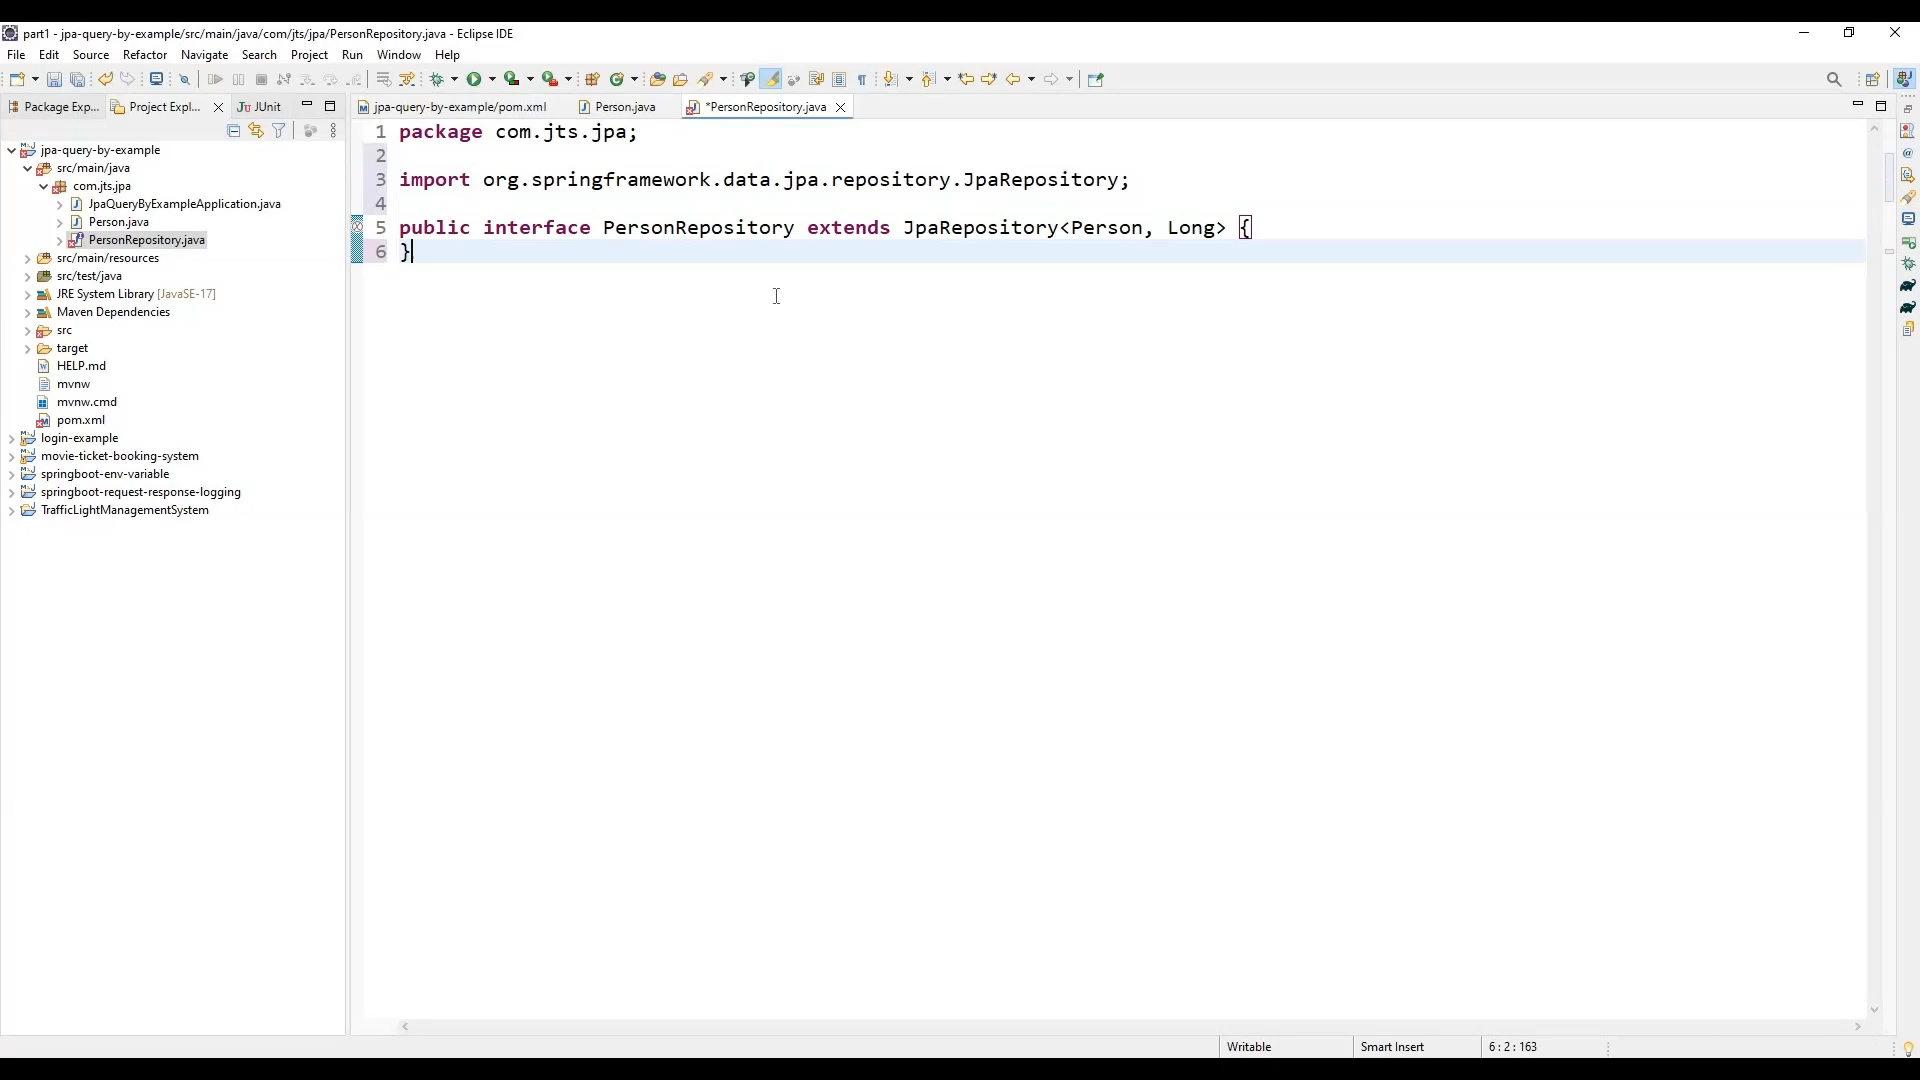 part1 - jpa-query-by-example/src/main/java/com/jts/jpa/PersonRepository.java - Eclipse IDE
File Edit Source Refactor Navigate Search Project Run Window Help
Package Exp... Project Expl... JUnit
jpa-query-by-example/pom.xml Person.java *PersonRepository.java
jpa-query-by-example
src/main/java
com.jts.jpa
JpaQueryByExampleApplication.java
Person.java
PersonRepository.java
src/main/resources
src/test/java
JRE System Library [JavaSE-17]
Maven Dependencies
src
target
HELP.md
mvnw
mvnw.cmd
pom.xml
login-example
movie-ticket-booking-system
springboot-env-variable
springboot-request-response-logging
TrafficLightManagementSystem
1 package com.jts.jpa;
2
3 import org.springframework.data.jpa.repository.JpaRepository;
4
5 public interface PersonRepository extends JpaRepository<Person, Long> {
6 }
Writable Smart Insert 6 : 2 : 163